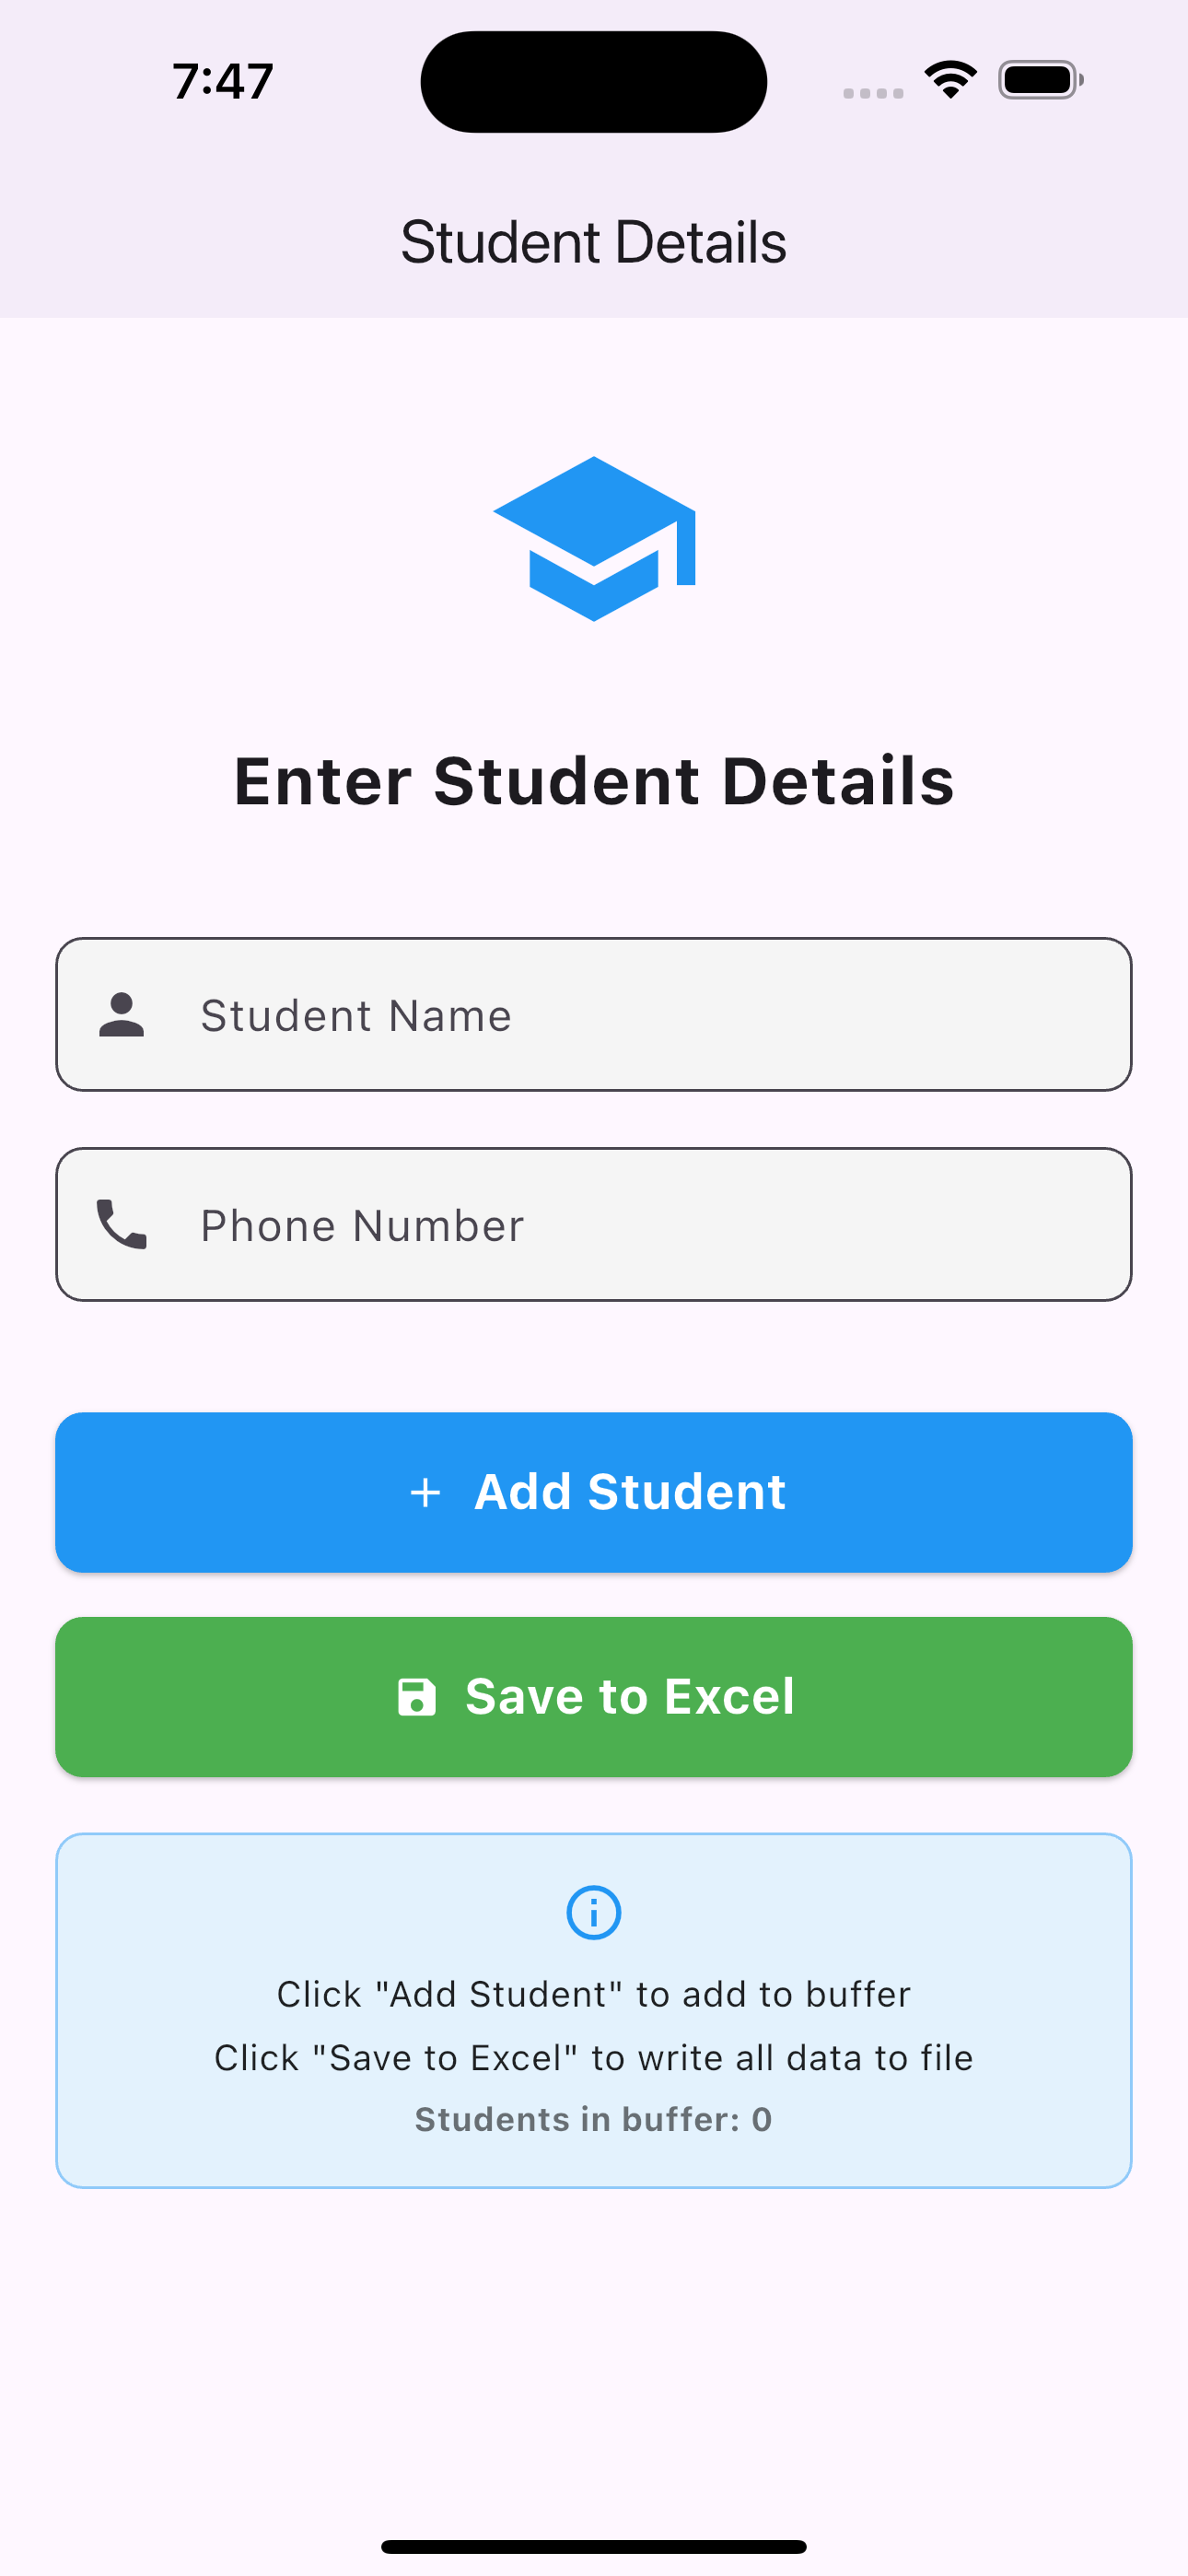 7:47
Student Details
Enter Student Details
Student Name
Phone Number
Add Student
Save to Excel
Click "Add Student" to add to buffer
Click "Save to Excel" to write all data to file
Students in buffer: 0